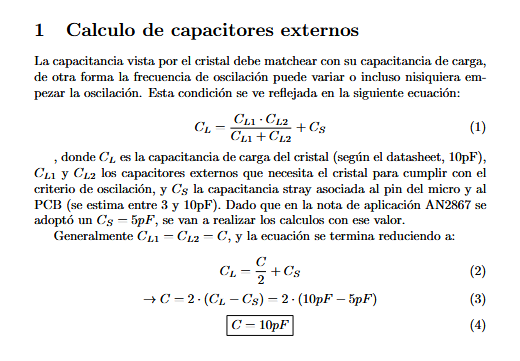 1 Calculo de capacitores externos
La capacitancia vista por el cristal debe matchear con su capacitancia de carga,
de otra forma la frecuencia de oscilación puede variar o incluso nisiquiera em-
pezar la oscilación. Esta condición se ve reflejada en la siguiente ecuación:
C_L = \frac{C_{L1} \cdot C_{L2}}{C_{L1} + C_{L2}} + C_S (1)
, donde C_L es la capacitancia de carga del cristal (según el datasheet, 10pF),
C_{L1} y C_{L2} los capacitores externos que necesita el cristal para cumplir con el
criterio de oscilación, y C_S la capacitancia stray asociada al pin del micro y al
PCB (se estima entre 3 y 10pF). Dado que en la nota de aplicación AN2867 se
adoptó un C_S = 5pF, se van a realizar los calculos con ese valor.
Generalmente C_{L1} = C_{L2} = C, y la ecuación se termina reduciendo a:
C_L = \frac{C}{2} + C_S (2)
→ C = 2 · (C_L − C_S) = 2 · (10pF − 5pF) (3)
C = 10pF (4)